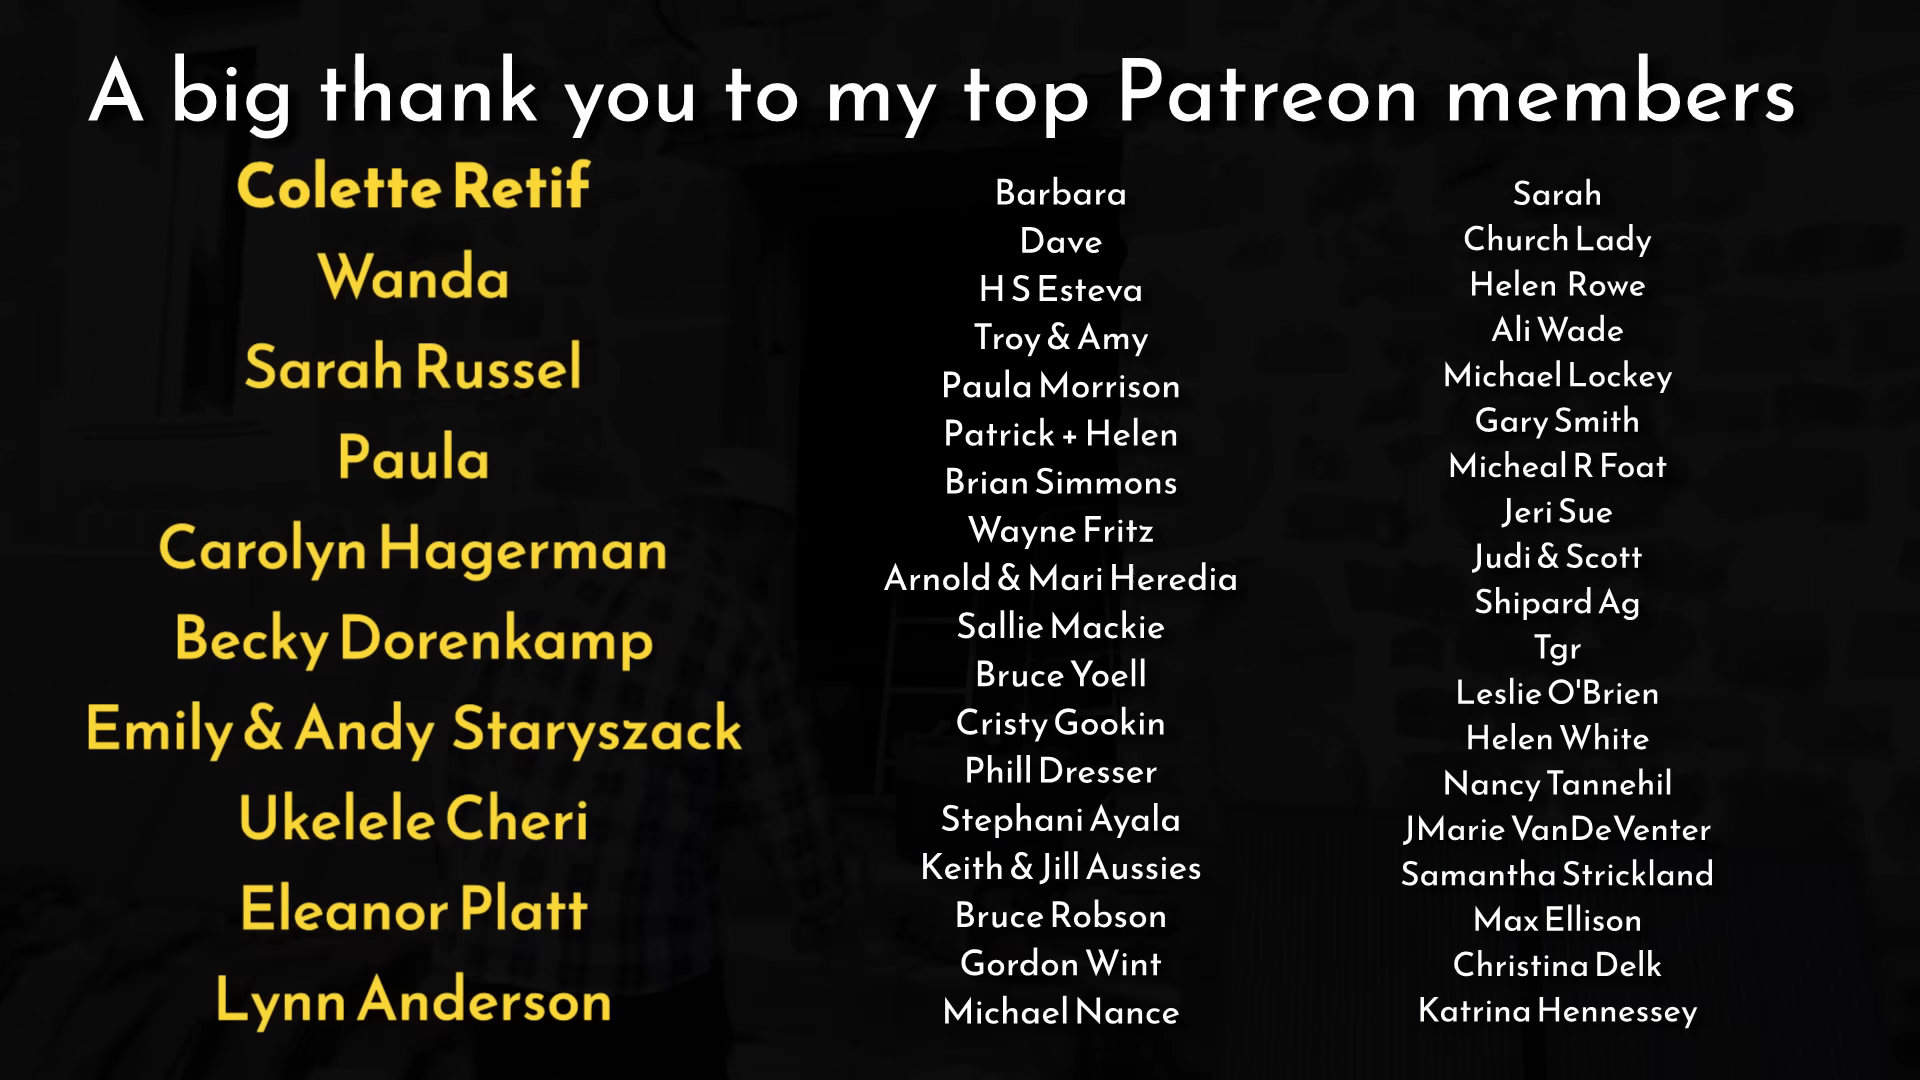 A big thank you to my top Patreon members
Colette Retif
Wanda
Sarah Russel
Paula
Carolyn Hagerman
Becky Dorenkamp
Emily & Andy Staryszack
Ukelele Cheri
Eleanor Platt
Lynn Anderson
Barbara
Dave
H S Esteva
Troy & Amy
Paula Morrison
Patrick + Helen
Brian Simmons
Wayne Fritz
Arnold & Mari Heredia
Sallie Mackie
Bruce Yoell
Cristy Gookin
Phill Dresser
Stephani Ayala
Keith & Jill Aussies
Bruce Robson
Gordon Wint
Michael Nance
Sarah
Church Lady
Helen Rowe
Ali Wade
Michael Lockey
Gary Smith
Micheal R Foat
Jeri Sue
Judi & Scott
Shipard Ag
Tgr
Leslie O'Brien
Helen White
Nancy Tannehil
JMarie VanDeVenter
Samantha Strickland
Max Ellison
Christina Delk
Katrina Hennessey